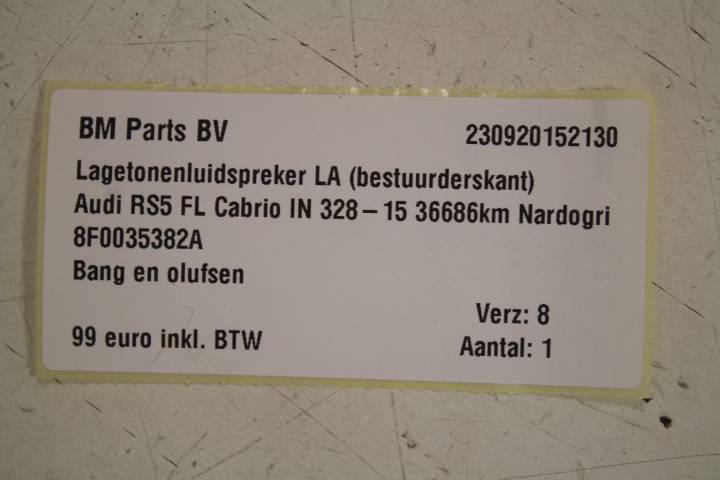 BM Parts BV 230920152130
Lagetonenluidspreker LA (bestuurderskant)
Audi RS5 FL Cabrio IN 328-15 36686km Nardogri
8F0035382A
Bang en olufsen
Verz: 8
99 euro inkl. BTW Aantal: 1